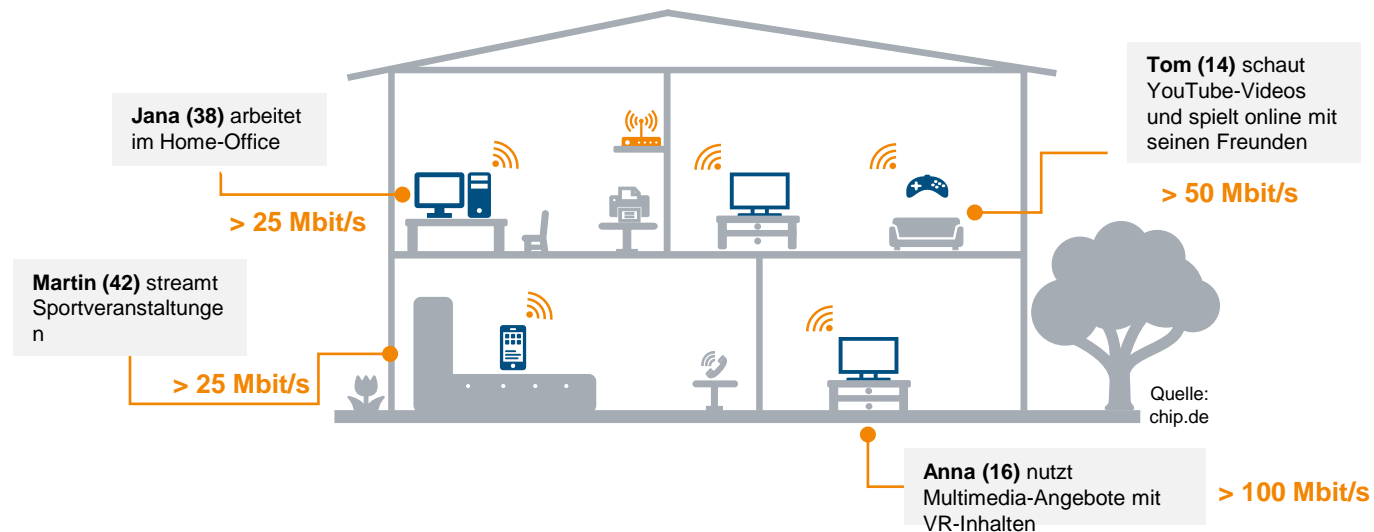 Jana (38) arbeitet
im Home-Office
> 25 Mbit/s
Martin (42) streamt
Sportveranstaltunge
n
> 25 Mbit/s
Tom (14) schaut
YouTube-Videos
und spielt online mit
seinen Freunden
> 50 Mbit/s
Quelle:
chip.de
Anna (16) nutzt
Multimedia-Angebote mit
VR-Inhalten
> 100 Mbit/s